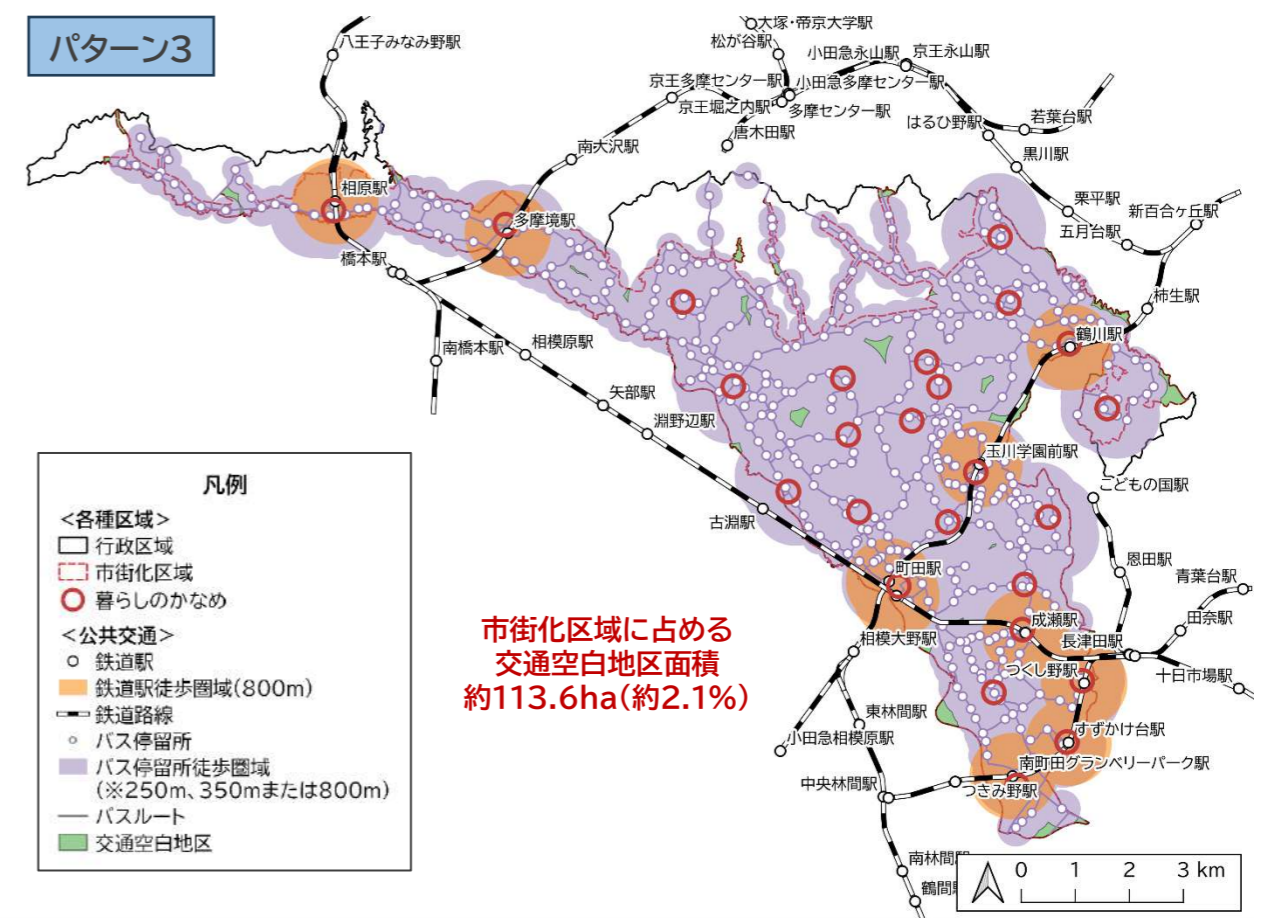 パターン3
八王子みなみ野駅
大塚・帝京大学駅
松が谷駅
小田急永山駅
京王永山駅
京王多摩センター駅
小田急多摩センター駅
京王堀之内駅
多摩センター駅
唐木田駅
はるひ野駅
若葉台駅
南大沢駅
黒川駅
相原駅
多摩境駅
栗平駅
新百合ヶ丘駅
五月台駅
橋本駅
柿生駅
鶴川駅
南橋本駅
相模原駅
矢部駅
淵野辺駅
玉川学園前駅
こどもの国駅
古淵駅
恩田駅
青葉台駅
町田駅
田奈駅
成瀬駅
相模大野駅
長津田駅
つくし野駅
十日市場駅
東林間駅
すずかけ台駅
小田急相模原駅
南町田グランベリーパーク駅
中央林間駅
つきみ野駅
南林間
鶴間
市街化区域に占める
交通空白地区面積
約113.6ha(約2.1%)
凡例
<各種区域>
行政区域
市街化区域
暮らしのかなめ
<公共交通>
鉄道駅
鉄道駅徒歩圏域(800m)
鉄道路線
バス停留所
バス停留所徒歩圏域
(※250m、350mまたは800m)
バスルート
交通空白地区
0 1 2 3 km